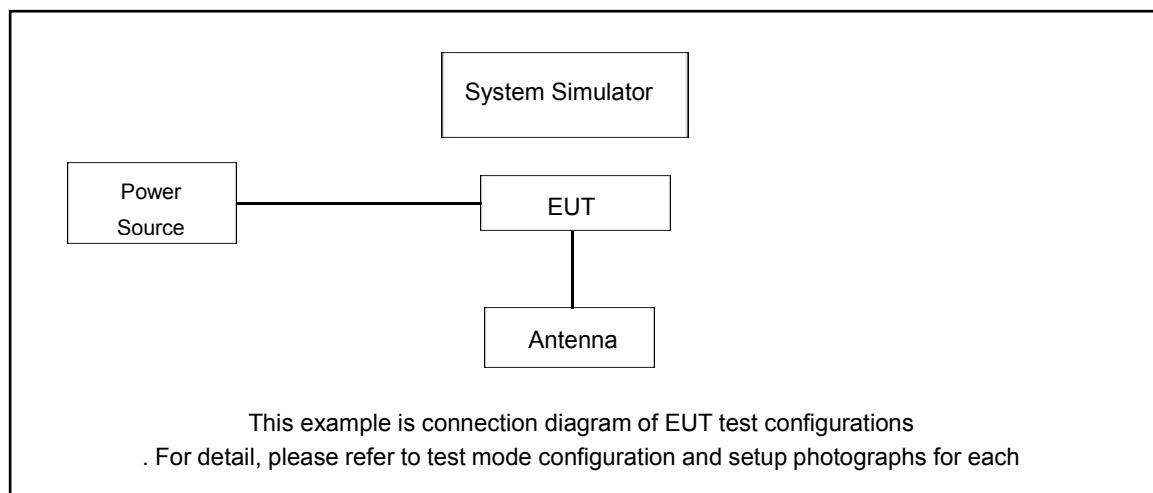 System Simulator
Power
Source
EUT
Antenna
This example is connection diagram of EUT test configurations
. For detail, please refer to test mode configuration and setup photographs for each